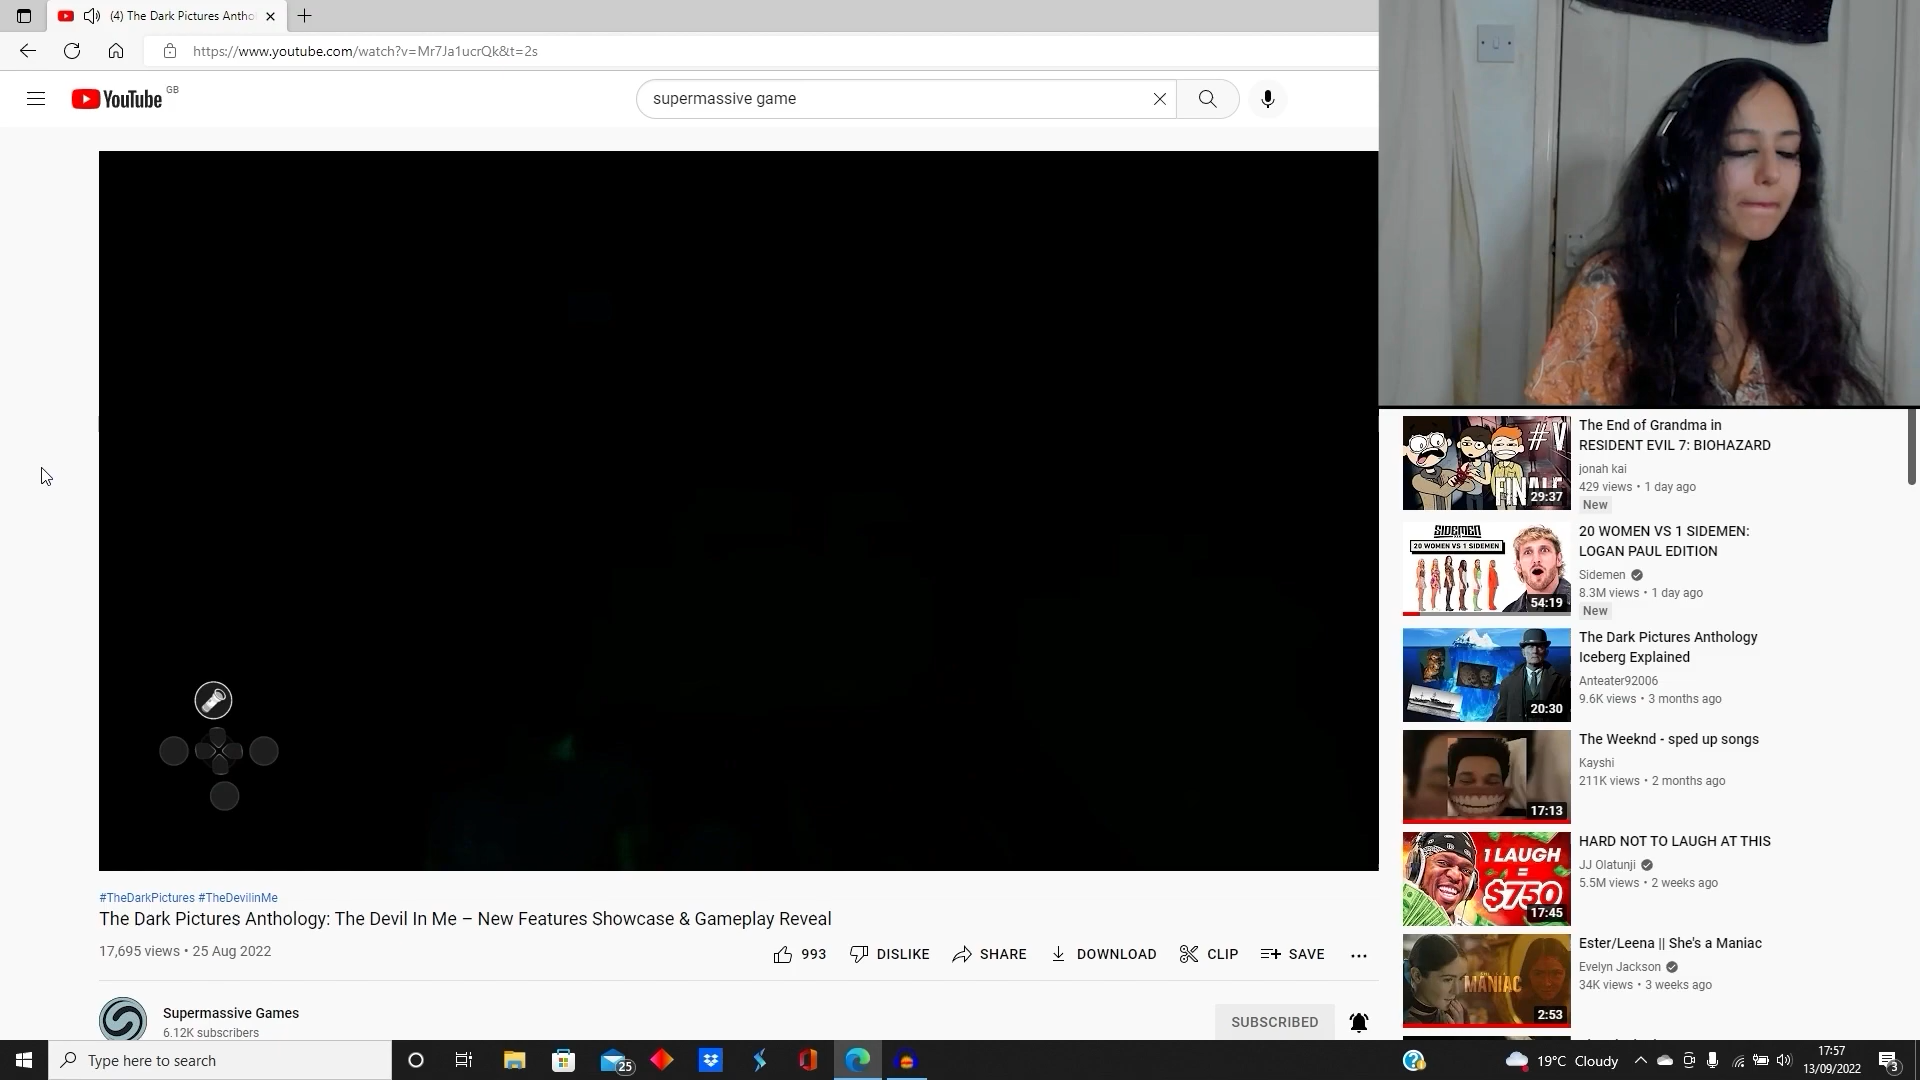 (4) The Dark Pictures Antho
https://www.youtube.com/watch?v=Mr7Ja1ucrQk&t=2s
YouTube GB
supermassive game
#TheDarkPictures #TheDevilinMe
The Dark Pictures Anthology: The Devil In Me – New Features Showcase & Gameplay Reveal
17,695 views • 25 Aug 2022
993 DISLIKE SHARE DOWNLOAD CLIP SAVE
Supermassive Games
6.12K subscribers
SUBSCRIBED
#V
FINALE
29:37
The End of Grandma in
RESIDENT EVIL 7: BIOHAZARD
jonah kai
429 views • 1 day ago
New
SIDEMEN
20 WOMEN VS 1 SIDEMEN
54:19
20 WOMEN VS 1 SIDEMEN:
LOGAN PAUL EDITION
Sidemen
8.3M views • 1 day ago
New
20:30
The Dark Pictures Anthology
Iceberg Explained
Anteater92006
9.6K views • 3 months ago
17:13
The Weeknd - sped up songs
Kayshi
211K views • 2 months ago
1 LAUGH
=
$750
17:45
HARD NOT TO LAUGH AT THIS
JJ Olatunji
5.5M views • 2 weeks ago
MANIAC
2:53
Ester/Leena || She's a Maniac
Evelyn Jackson
34K views • 3 weeks ago
Type here to search
25
19°C Cloudy
17:57
13/09/2022
3